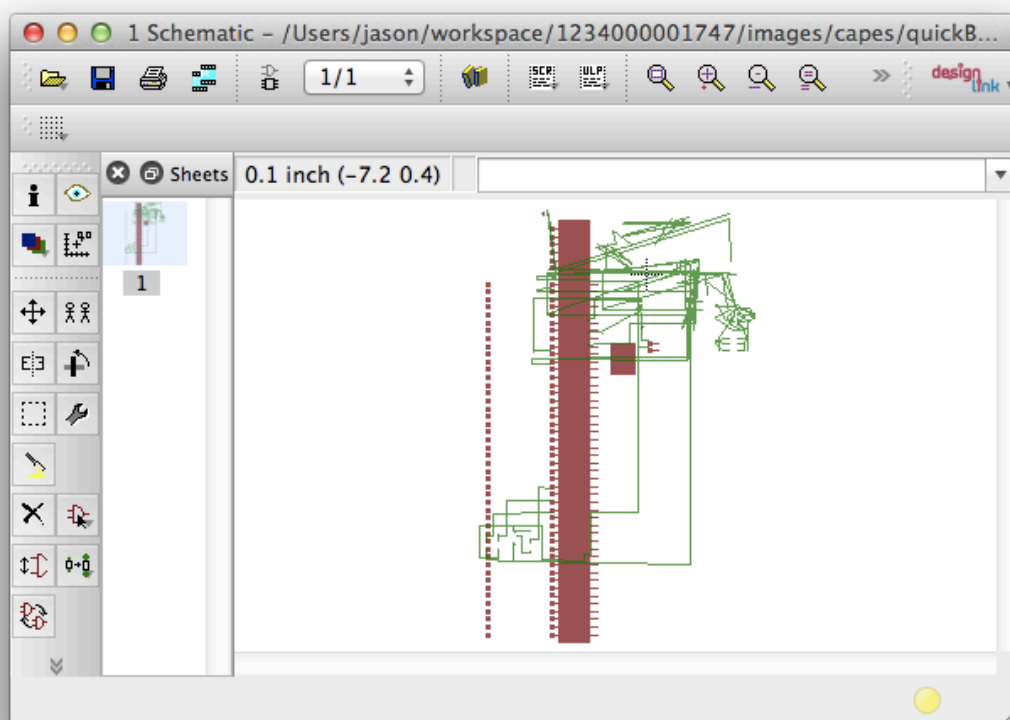 1 Schematic – /Users/jason/workspace/1234000001747/images/capes/quickB...
1/1
SCR
ULP
design
link
Sheets
0.1 inch (-7.2 0.4)
1